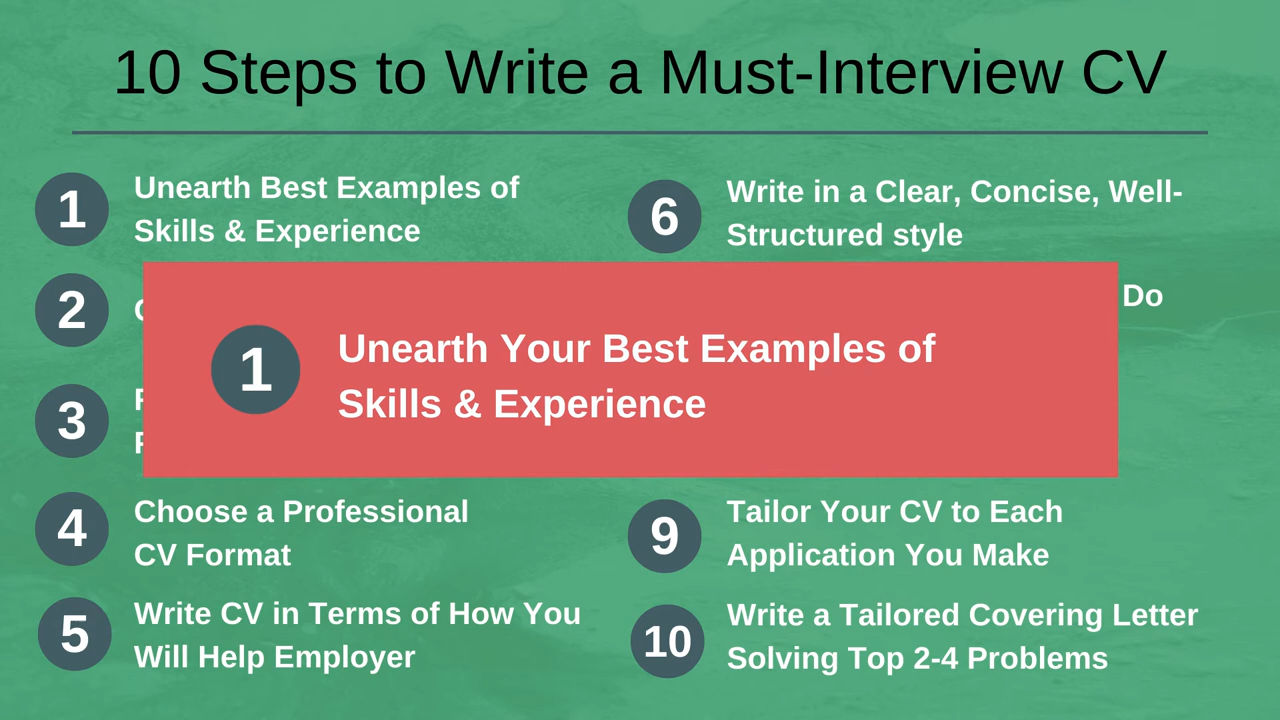 10 Steps to Write a Must-Interview CV
1
Unearth Best Examples of
Skills & Experience
2
3
4
Choose a Professional
CV Format
5
Write CV in Terms of How You
Will Help Employer
6
Write in a Clear, Concise, Well-
Structured style
Do
9
Tailor Your CV to Each
Application You Make
10
Write a Tailored Covering Letter
Solving Top 2-4 Problems
1
Unearth Your Best Examples of
Skills & Experience